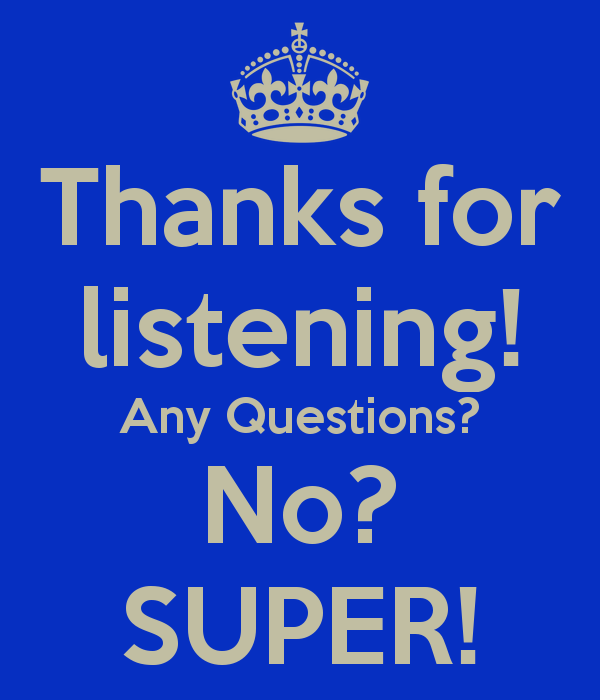 Thanks for
listening!
Any Questions?
No?
SUPER!